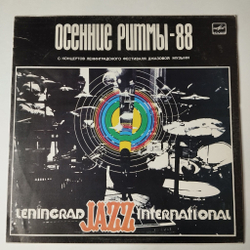 ОСЕННИЕ РИТМЫ-88
С КОНЦЕРТОВ ЛЕНИНГРАДСКОГО ФЕСТИВАЛЯ ДЖАЗОВОЙ МУЗЫКИ
LENINGRAD JAZZ INTERNATIONAL